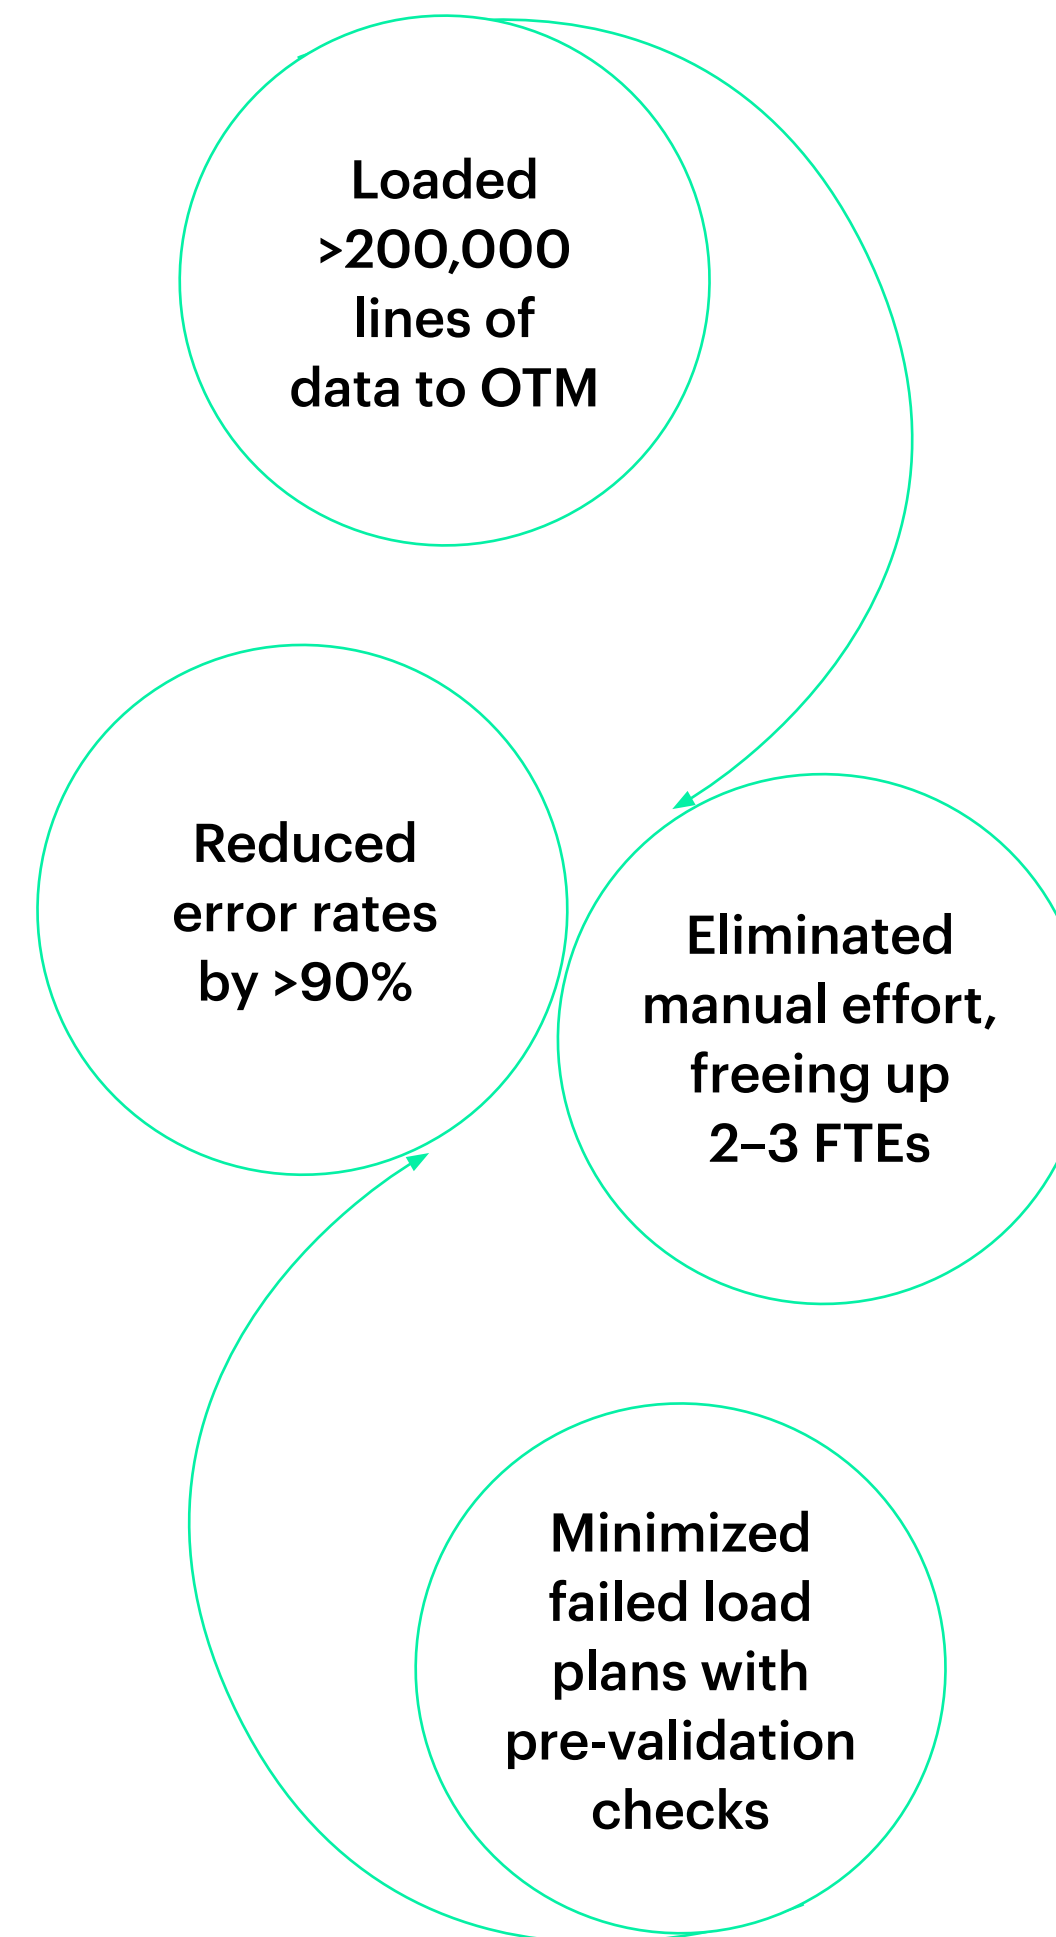 Loaded
>200,000
lines of
data to OTM
Reduced
error rates
by >90%
Eliminated
manual effort,
freeing up
2–3 FTEs
Minimized
failed load
plans with
pre-validation
checks